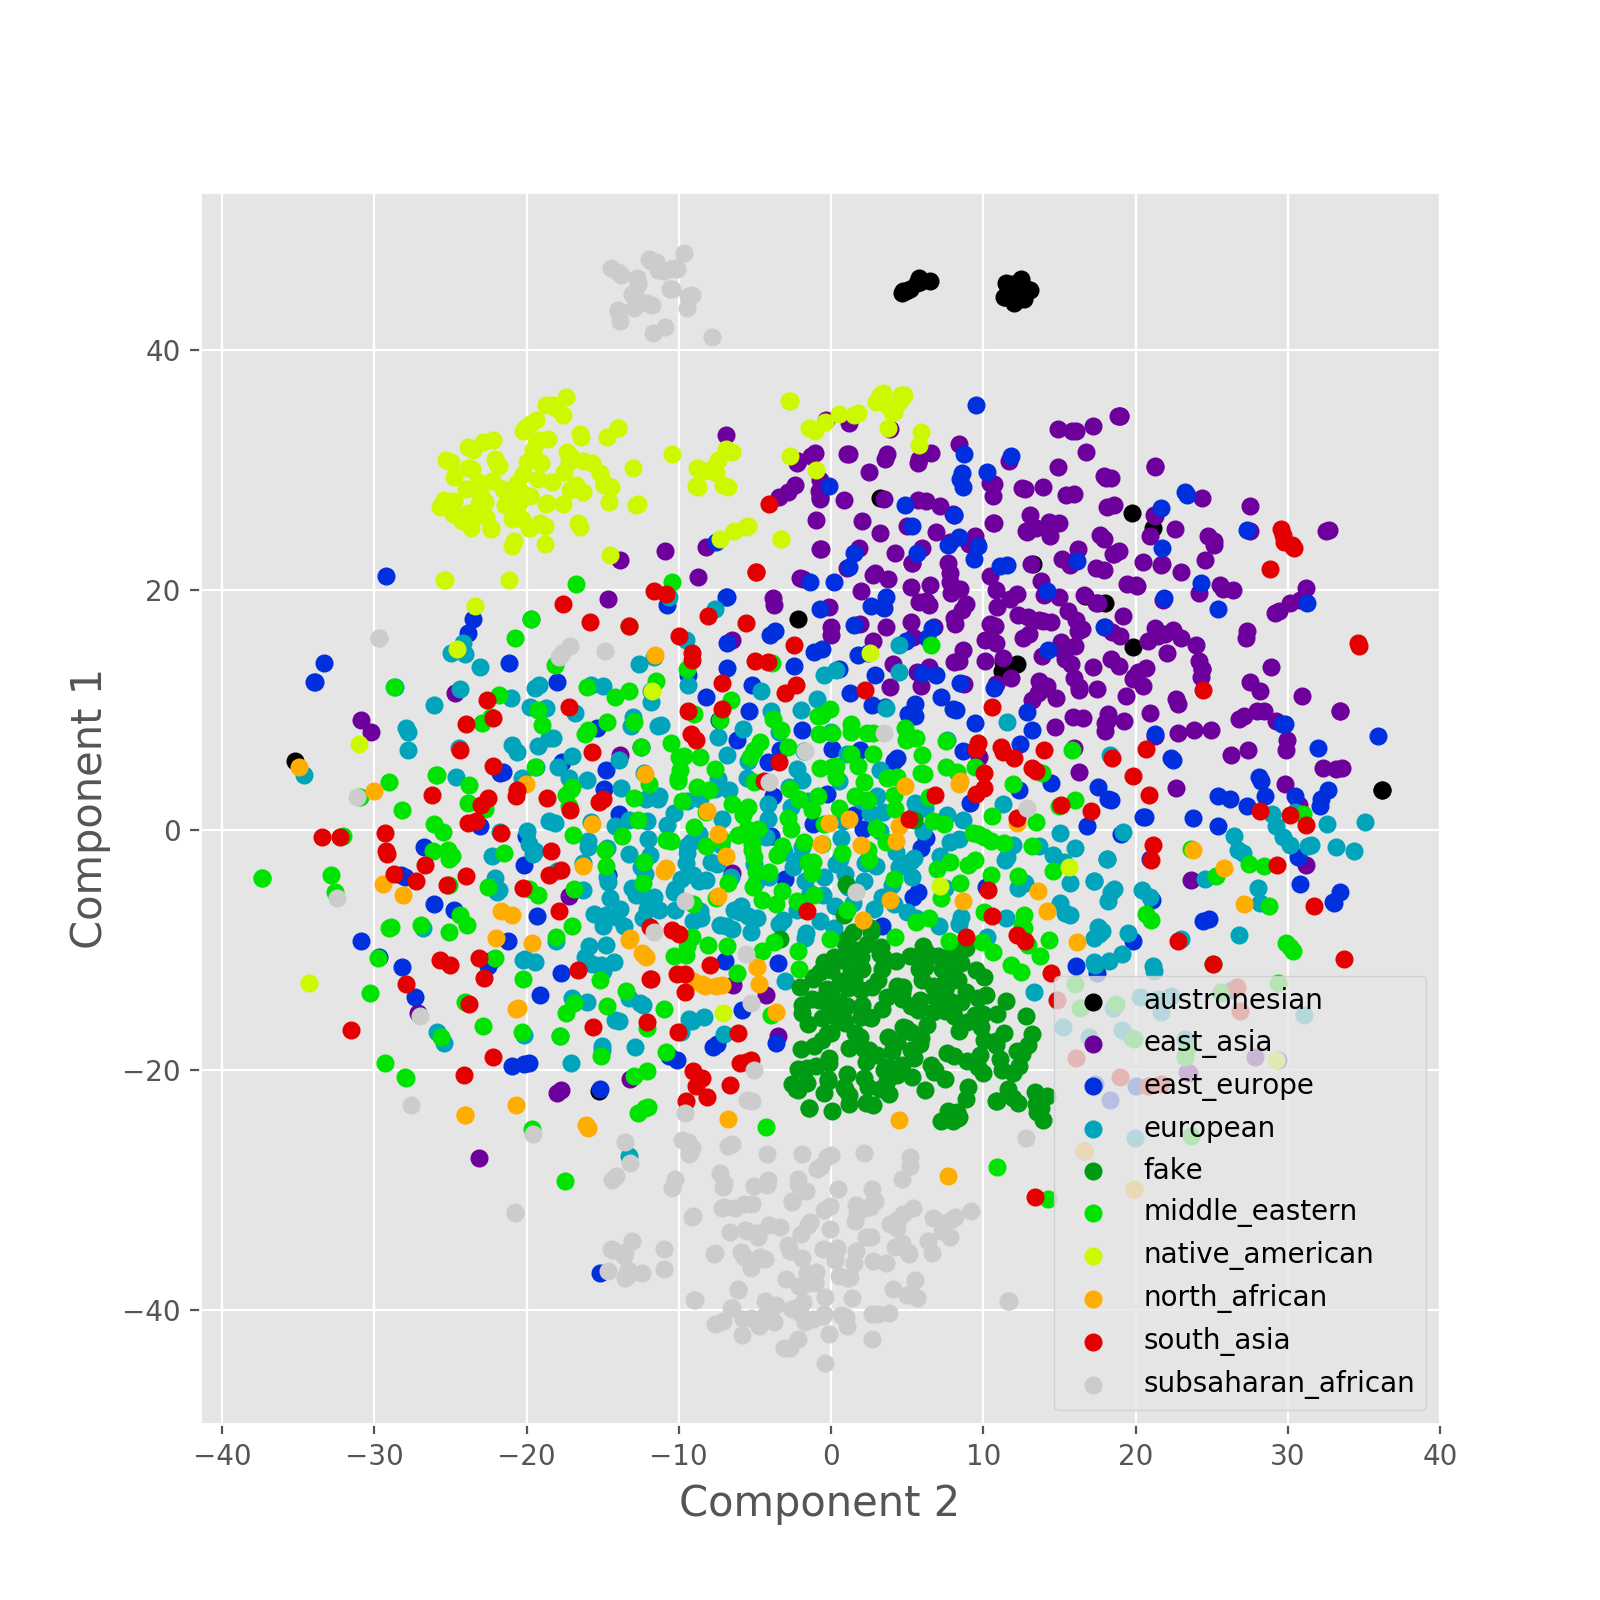 Component 1
40
20
0
−20
−40
−40
−30
−20
−10
0
10
20
30
40
Component 2
austronesian
east_asia
east_europe
european
fake
middle_eastern
native_american
north_african
south_asia
subsaharan_african